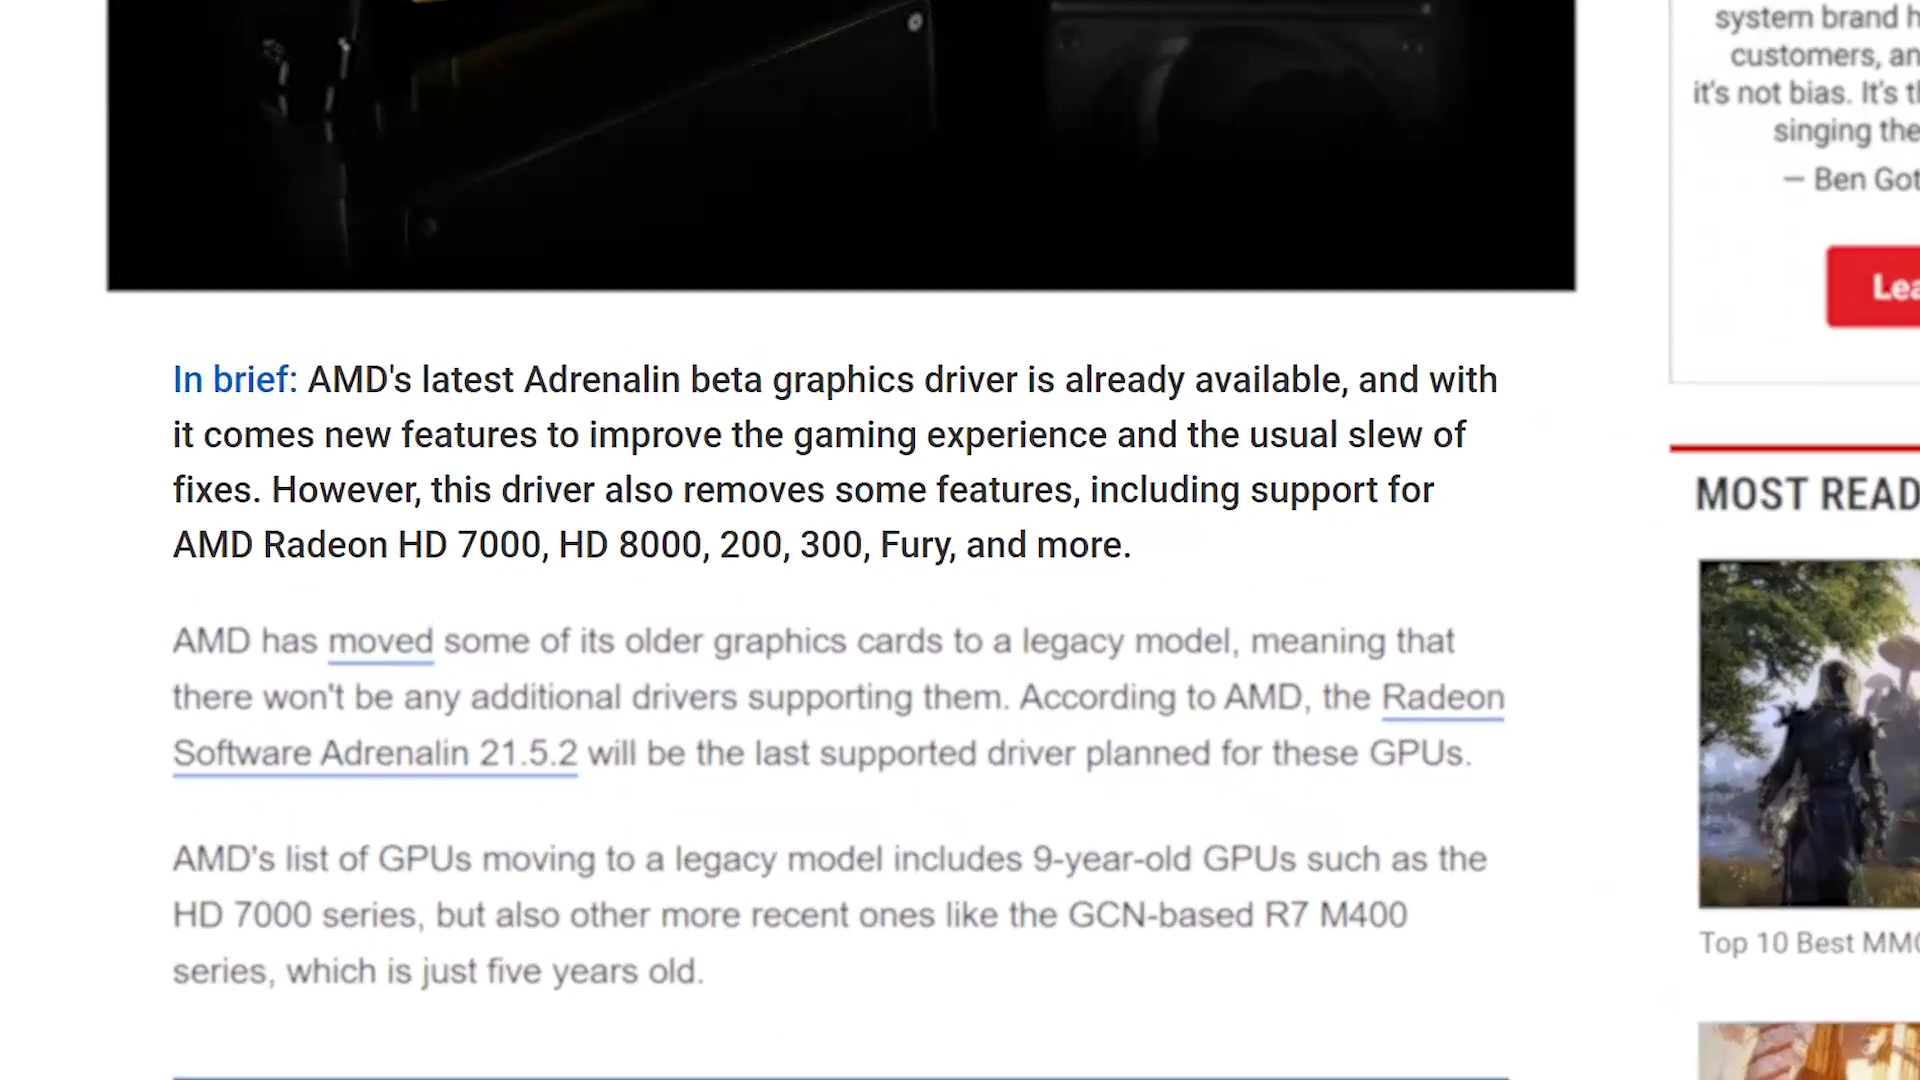 system brand
customers,
it's not bias. It's
singing the
— Ben
In brief: AMD's latest Adrenalin beta graphics driver is already available, and with
it comes new features to improve the gaming experience and the usual slew of
fixes. However, this driver also removes some features, including support for
AMD Radeon HD 7000, HD 8000, 200, 300, Fury, and more.
AMD has moved some of its older graphics cards to a legacy model, meaning that
there won't be any additional drivers supporting them. According to AMD, the Radeon
Software Adrenalin 21.5.2 will be the last supported driver planned for these GPUs.
AMD's list of GPUs moving to a legacy model includes 9-year-old GPUs such as the
HD 7000 series, but also other more recent ones like the GCN-based R7 M400
series, which is just five years old.
MOST READ
Top 10 Best